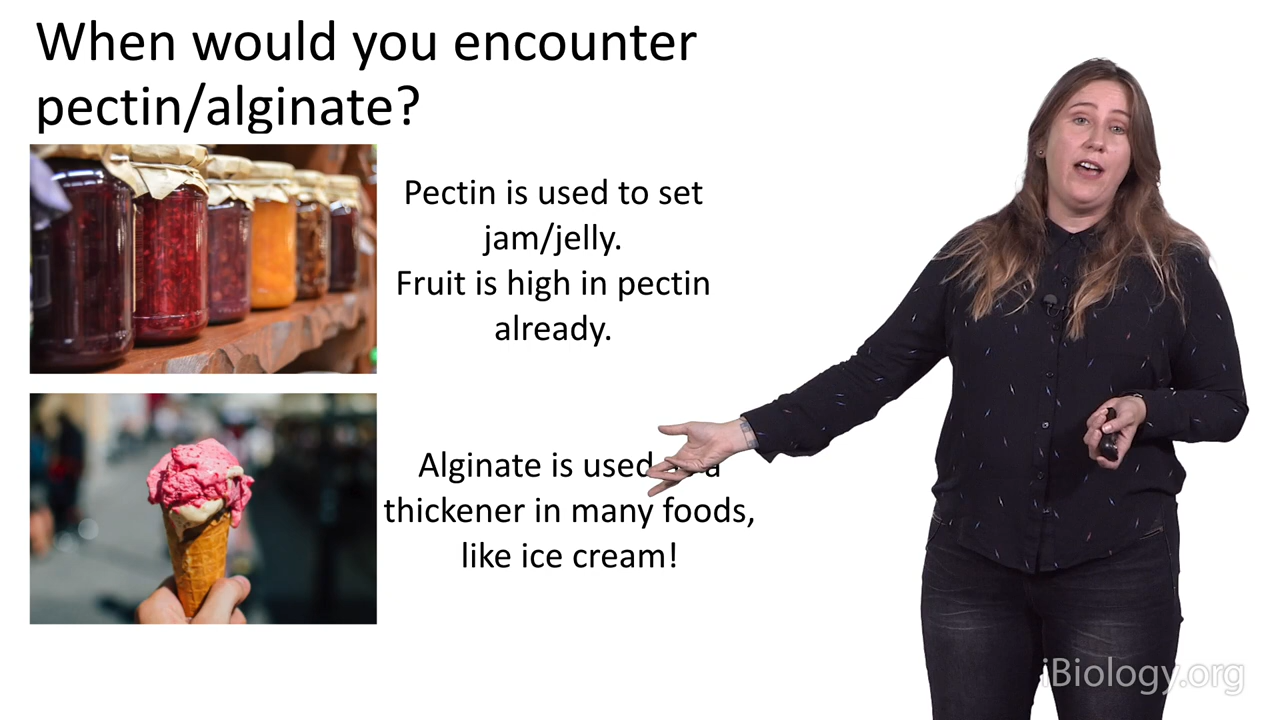 When would you encounter
pectin/alginate?
Pectin is used to set
jam/jelly.
Fruit is high in pectin
already.
Alginate is used a
thickener in many foods,
like ice cream!
iBiology.org